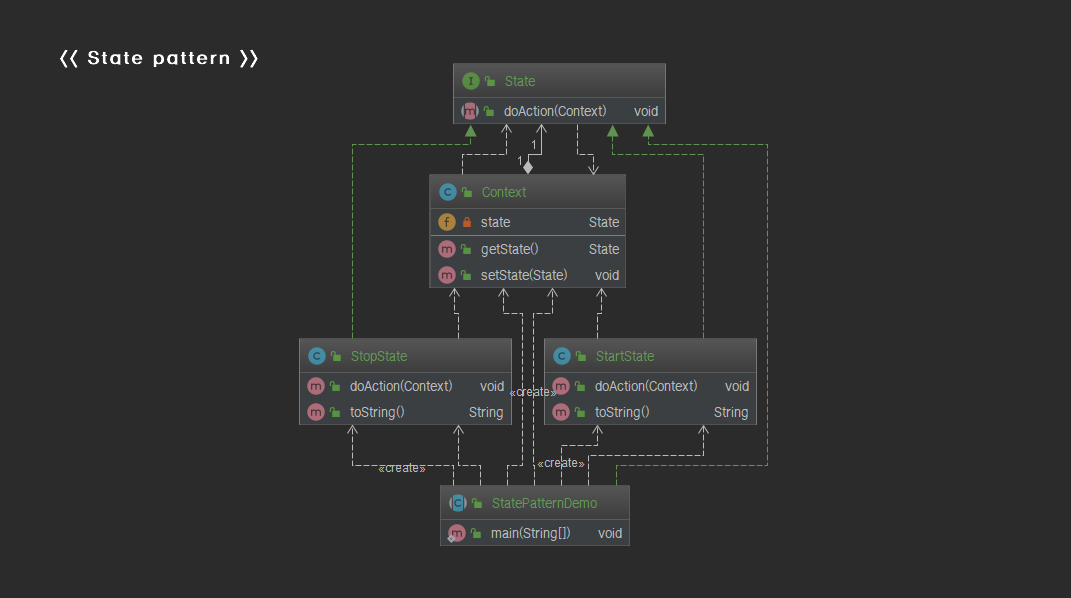 《 State pattern 》
I State
m doAction(Context) void
1
1
C Context
f state State
m getState() State
m setState(State) void
C StopState
m doAction(Context) void
m toString() String
«create»
C StartState
m doAction(Context) void
m toString() String
«create»
«create»
C StatePatternDemo
m main(String[]) void